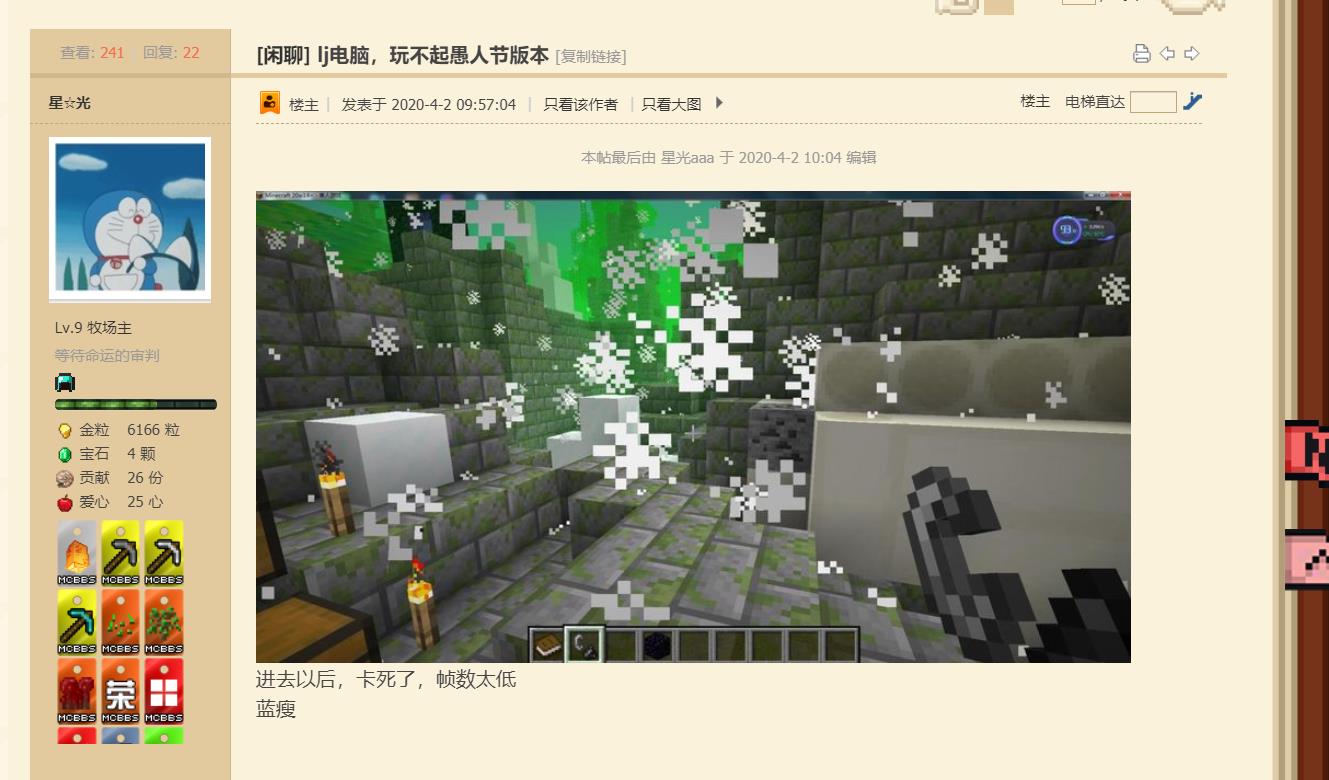 查看: 241 回复: 22
[闲聊] lj电脑，玩不起愚人节版本 [复制链接]
星☆光
楼主 | 发表于 2020-4-2 09:57:04 | 只看该作者 | 只看大图
楼主 电梯直达
本帖最后由 星光aaa 于 2020-4-2 10:04 编辑
Lv.9 牧场主
等待命运的审判
金粒 6166 粒
宝石 4 颗
贡献 26 份
爱心 25 心
MCBBS MCBBS MCBBS
MCBBS MCBBS MCBBS
荣
MCBBS MCBBS MCBBS
进去以后，卡死了，帧数太低
蓝瘦